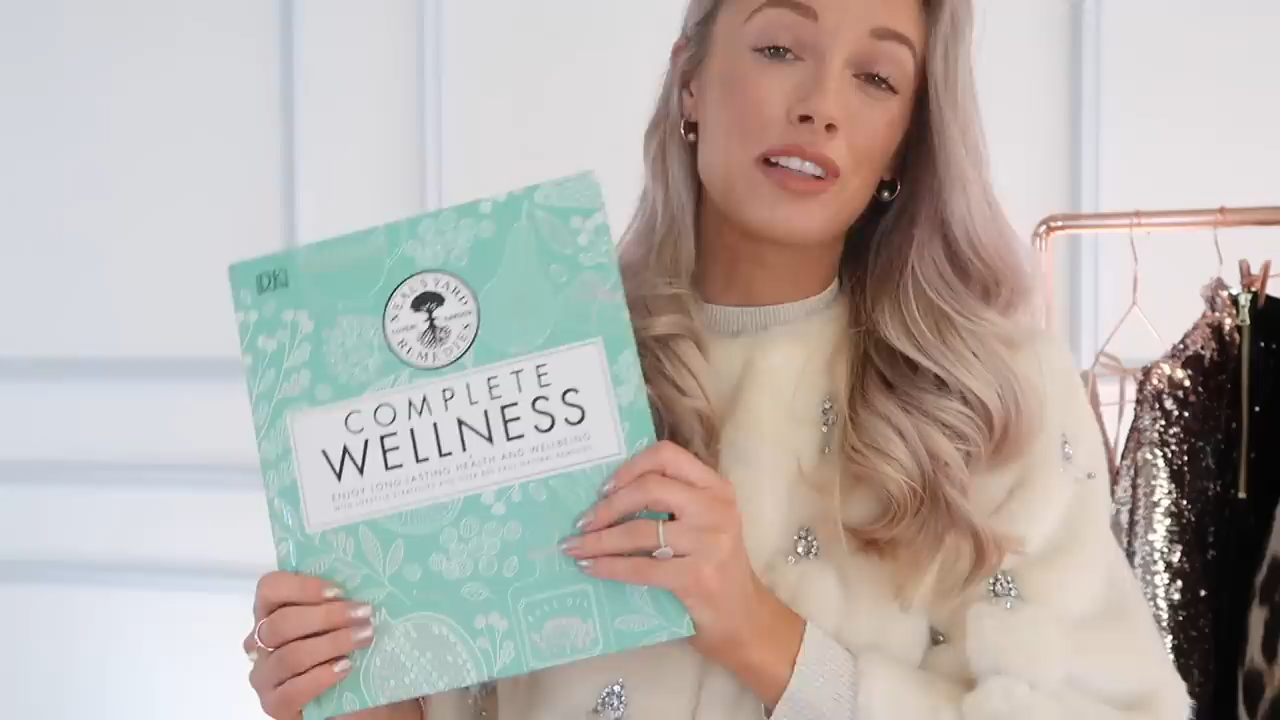 DK
NEAL'S YARD
REMEDIES
COMPLETE
WELLNESS
ENJOY LONG-LASTING HEALTH AND WELLBEING